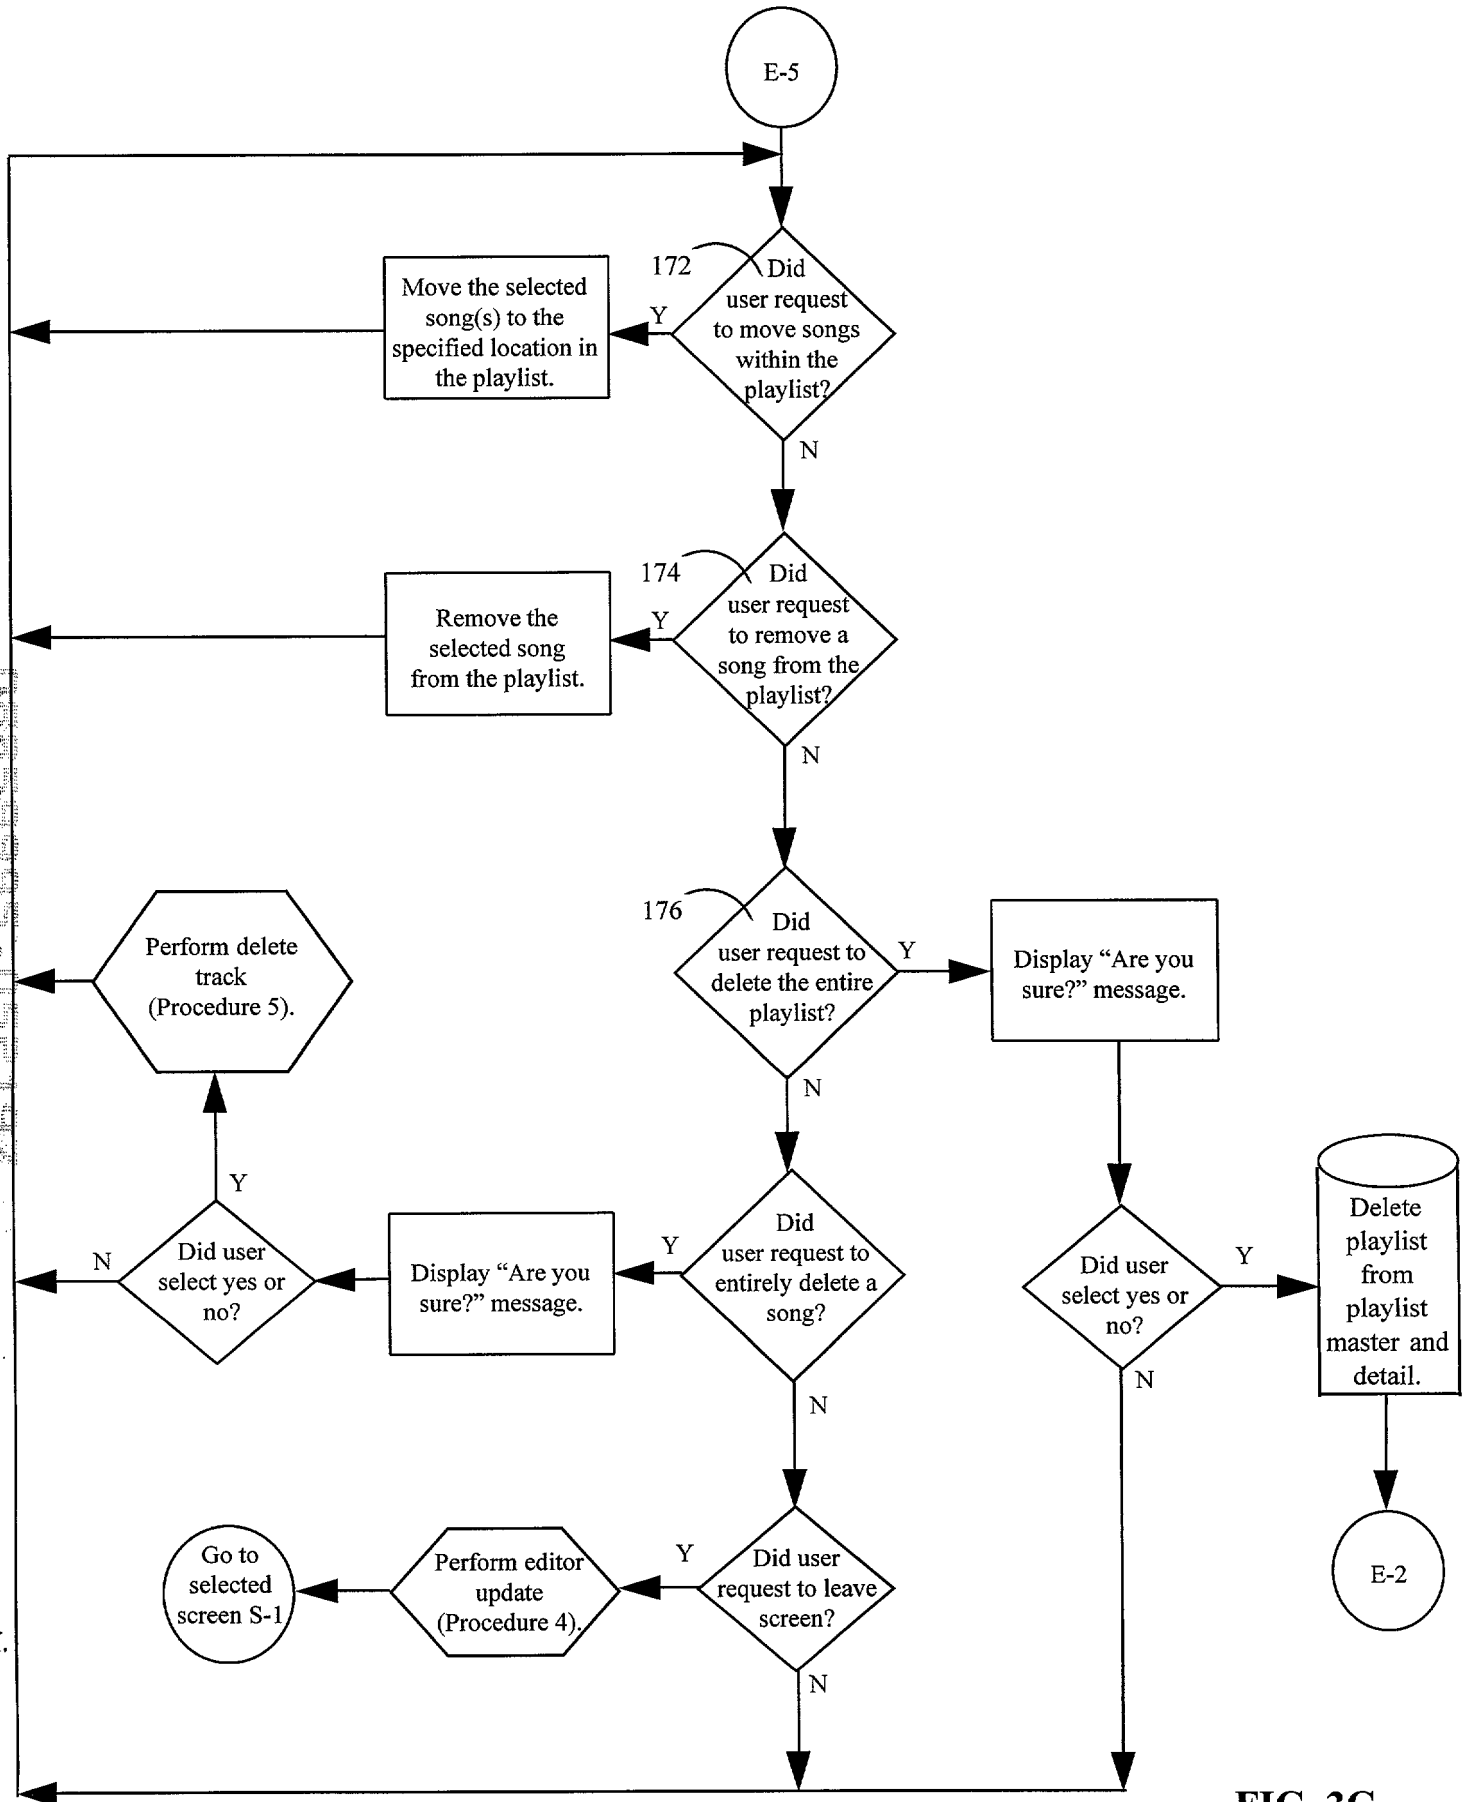 E-5
172
Did
user request
to move songs
within the
playlist?
Y
N
Move the selected
song(s) to the
specified location in
the playlist.
174
Did
user request
to remove a
song from the
playlist?
Y
N
Remove the
selected song
from the playlist.
176
Did
user request to
delete the entire
playlist?
Y
N
Display “Are you
sure?” message.
Did user
select yes or
no?
Y
N
Delete
playlist
from
playlist
master and
detail.
E-2
Did
user request to
entirely delete a
song?
Y
N
Display “Are you
sure?” message.
Did user
select yes or
no?
Y
N
Perform delete
track
(Procedure 5).
Did user
request to leave
screen?
Y
N
Perform editor
update
(Procedure 4).
Go to
selected
screen S-1